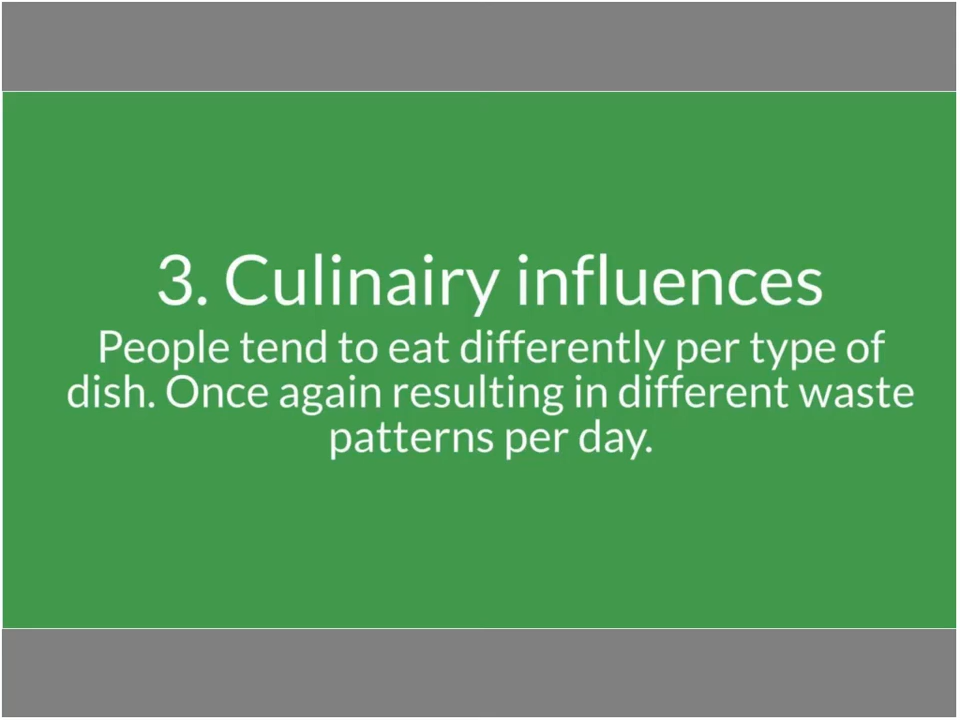 3. Culinairy influences
People tend to eat differently per type of
dish. Once again resulting in different waste
patterns per day.